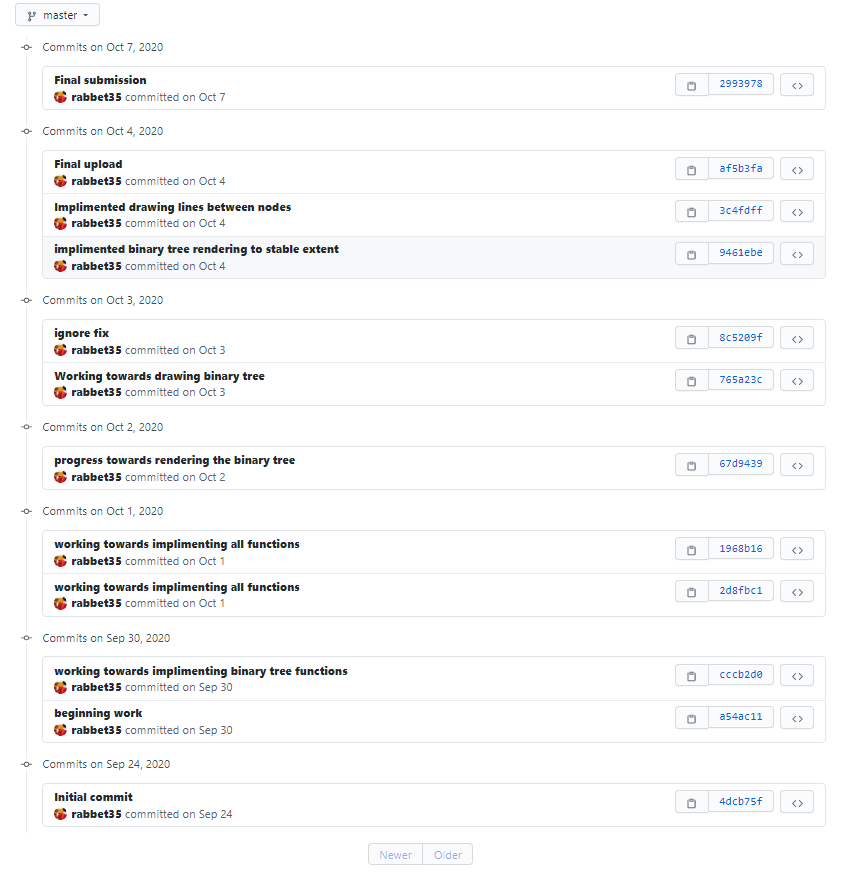 master
Commits on Oct 7, 2020
Final submission
2993978
rabbet35 committed on Oct 7
Commits on Oct 4, 2020
Final upload
af5b3fa
rabbet35 committed on Oct 4
Implimented drawing lines between nodes
3c4fdff
rabbet35 committed on Oct 4
implimented binary tree rendering to stable extent
9461ebe
rabbet35 committed on Oct 4
Commits on Oct 3, 2020
ignore fix
8c5209f
rabbet35 committed on Oct 3
Working towards drawing binary tree
765a23c
rabbet35 committed on Oct 3
Commits on Oct 2, 2020
progress towards rendering the binary tree
67d9439
rabbet35 committed on Oct 2
Commits on Oct 1, 2020
working towards implimenting all functions
1968b16
rabbet35 committed on Oct 1
working towards implimenting all functions
2d8fbc1
rabbet35 committed on Oct 1
Commits on Sep 30, 2020
working towards implimenting binary tree functions
cccb2d0
rabbet35 committed on Sep 30
beginning work
a54ac11
rabbet35 committed on Sep 30
Commits on Sep 24, 2020
Initial commit
4dcb75f
rabbet35 committed on Sep 24
Newer Older